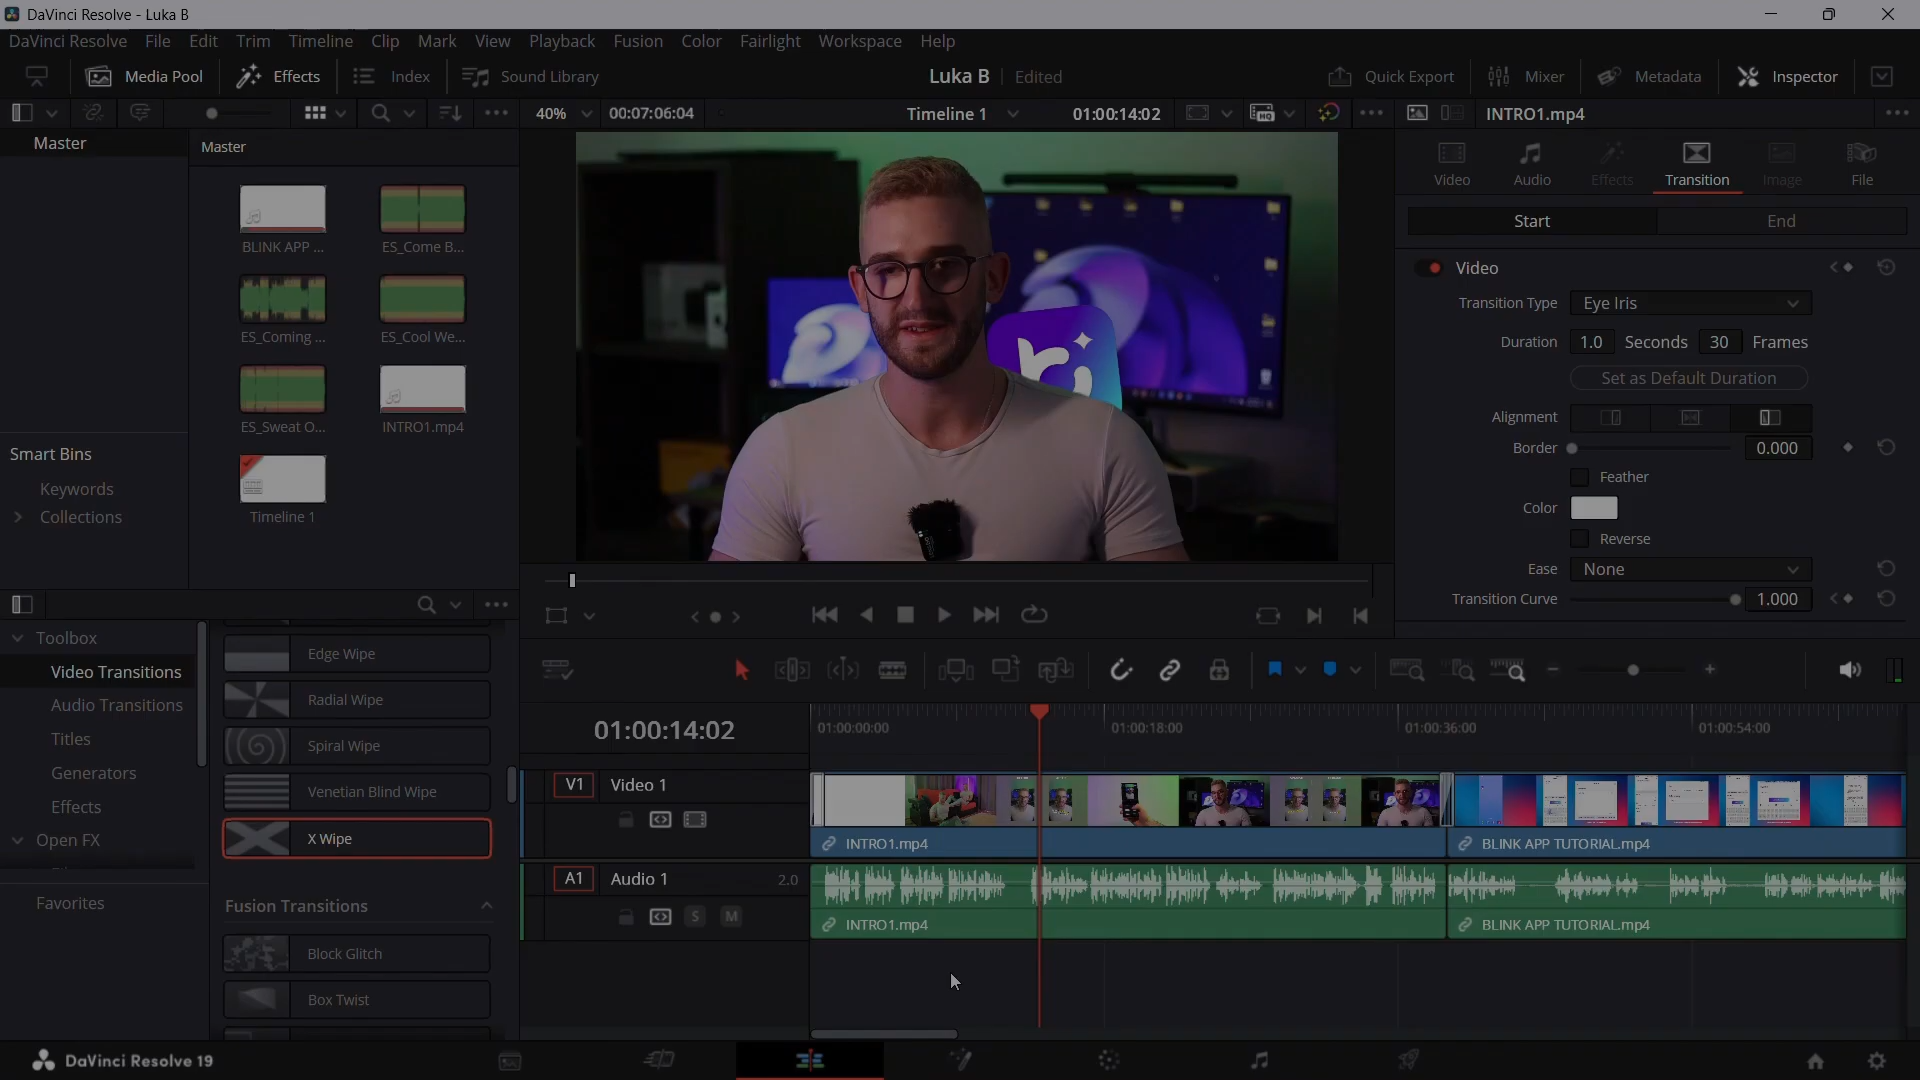 DaVinci Resolve - Luka B
DaVinci Resolve File Edit Trim Timeline Clip Mark View Playback Fusion Color Fairlight Workspace Help
Media Pool Effects Index Sound Library Luka B Edited Quick Export Mixer Metadata Inspector
40% 00:07:06:04 Timeline 1 01:00:14:02 HQ INTRO1.mp4
Master
Master
BLINK APP ...
ES_Come B...
ES_Coming ...
ES_Cool We...
ES_Sweat O...
INTRO1.mp4
Timeline 1
Smart Bins
Keywords
Collections
Video Audio Effects Transition Image File
Start End
Video
Transition Type Eye Iris
Duration 1.0 Seconds 30 Frames
Set as Default Duration
Alignment
Border 0.000
Feather
Color
Reverse
Ease None
Transition Curve 1.000
Toolbox
Video Transitions
Audio Transitions
Titles
Generators
Effects
Open FX
Favorites
Edge Wipe
Radial Wipe
Spiral Wipe
Venetian Blind Wipe
X Wipe
Fusion Transitions
Block Glitch
Box Twist
01:00:14:02
01:00:00:00 01:00:18:00 01:00:36:00 01:00:54:00
V1 Video 1
INTRO1.mp4 BLINK APP TUTORIAL.mp4
A1 Audio 1 2.0
S M
INTRO1.mp4 BLINK APP TUTORIAL.mp4
DaVinci Resolve 19